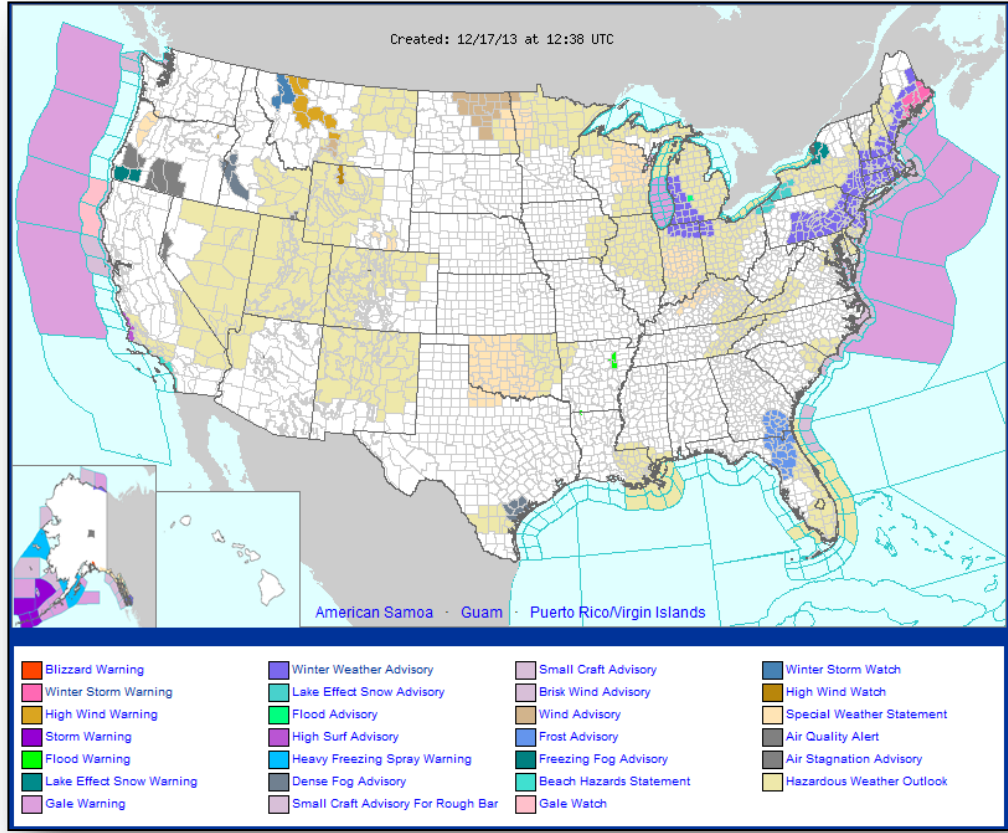 Created: 12/17/13 at 12:38 UTC
American Samoa - Guam - Puerto Rico/Virgin Islands
Blizzard Warning
Winter Storm Warning
High Wind Warning
Storm Warning
Flood Warning
Lake Effect Snow Warning
Gale Warning
Winter Weather Advisory
Lake Effect Snow Advisory
Flood Advisory
High Surf Advisory
Heavy Freezing Spray Warning
Dense Fog Advisory
Small Craft Advisory For Rough Bar
Small Craft Advisory
Brisk Wind Advisory
Wind Advisory
Frost Advisory
Freezing Fog Advisory
Beach Hazards Statement
Gale Watch
Winter Storm Watch
High Wind Watch
Special Weather Statement
Air Quality Alert
Air Stagnation Advisory
Hazardous Weather Outlook